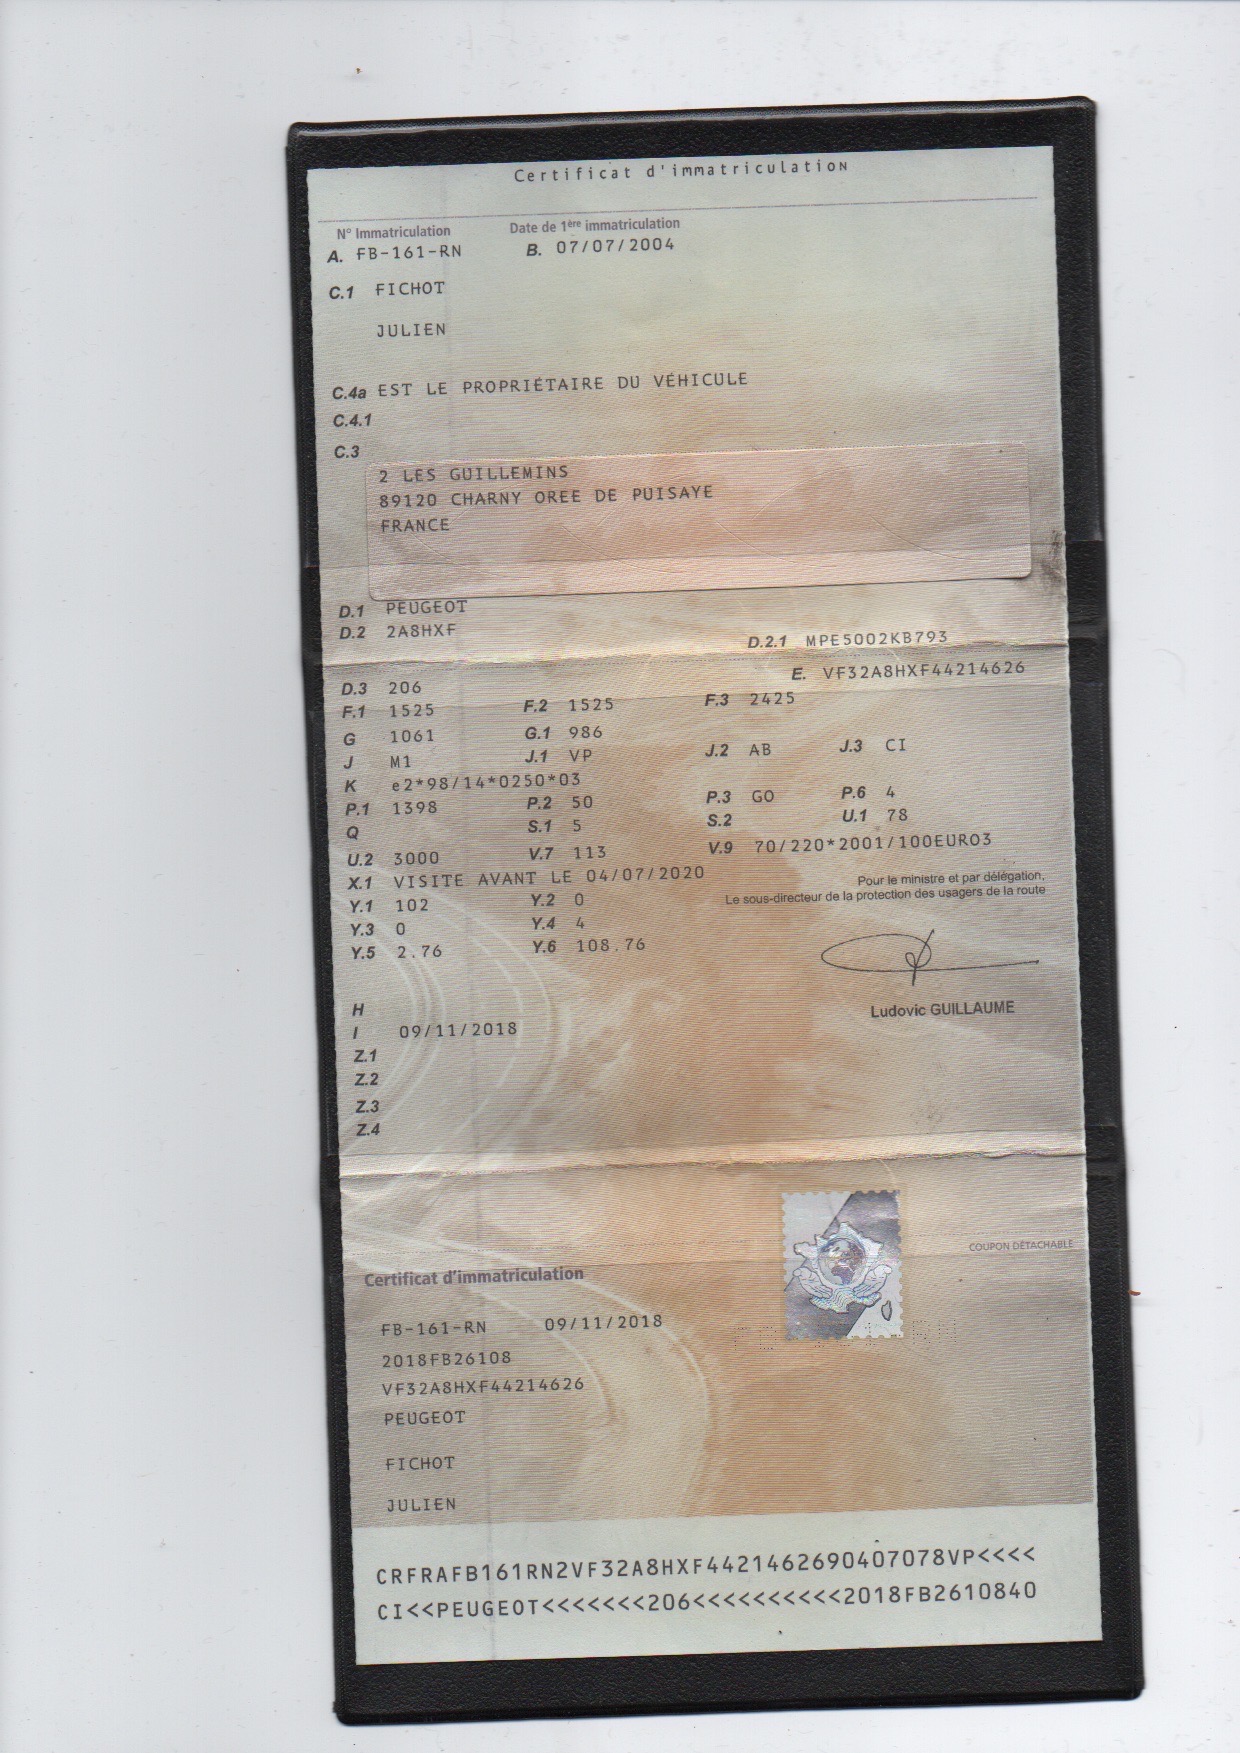 Certificat d'immatriculation
N° Immatriculation Date de 1ère immatriculation
A. FB-161-RN B. 07/07/2004
C.1 FICHOT
JULIEN
C.4a EST LE PROPRIÉTAIRE DU VÉHICULE
C.4.1
C.3
2 LES GUILLEMINS
89120 CHARNY OREE DE PUISAYE
FRANCE
D.1 PEUGEOT
D.2 2A8HXF D.2.1 MPE5002KB793
E. VF32A8HXF44214626
D.3 206
F.1 1525 F.2 1525 F.3 2425
G 1061 G.1 986
J M1 J.1 VP J.2 AB J.3 CI
K e2*98/14*0250*03
P.1 1398 P.2 50 P.3 GO P.6 4
Q S.1 5 S.2 U.1 78
U.2 3000 V.7 113 V.9 70/220*2001/100EURO3
X.1 VISITE AVANT LE 04/07/2020
Pour le ministre et par délégation,
Y.1 102 Y.2 0 Le sous-directeur de la protection des usagers de la route
Y.3 0 Y.4 4
Y.5 2.76 Y.6 108.76
H
Ludovic GUILLAUME
I 09/11/2018
Z.1
Z.2
Z.3
Z.4
COUPON DÉTACHABLE
Certificat d'immatriculation
FB-161-RN 09/11/2018
2018FB26108
VF32A8HXF44214626
PEUGEOT
FICHOT
JULIEN
CRFRAFB161RN2VF32A8HXF44214626904070​78VP<<<<
CI<<PEUGEOT<<<<<<<206<<<<<<<<<<2018FB2610840